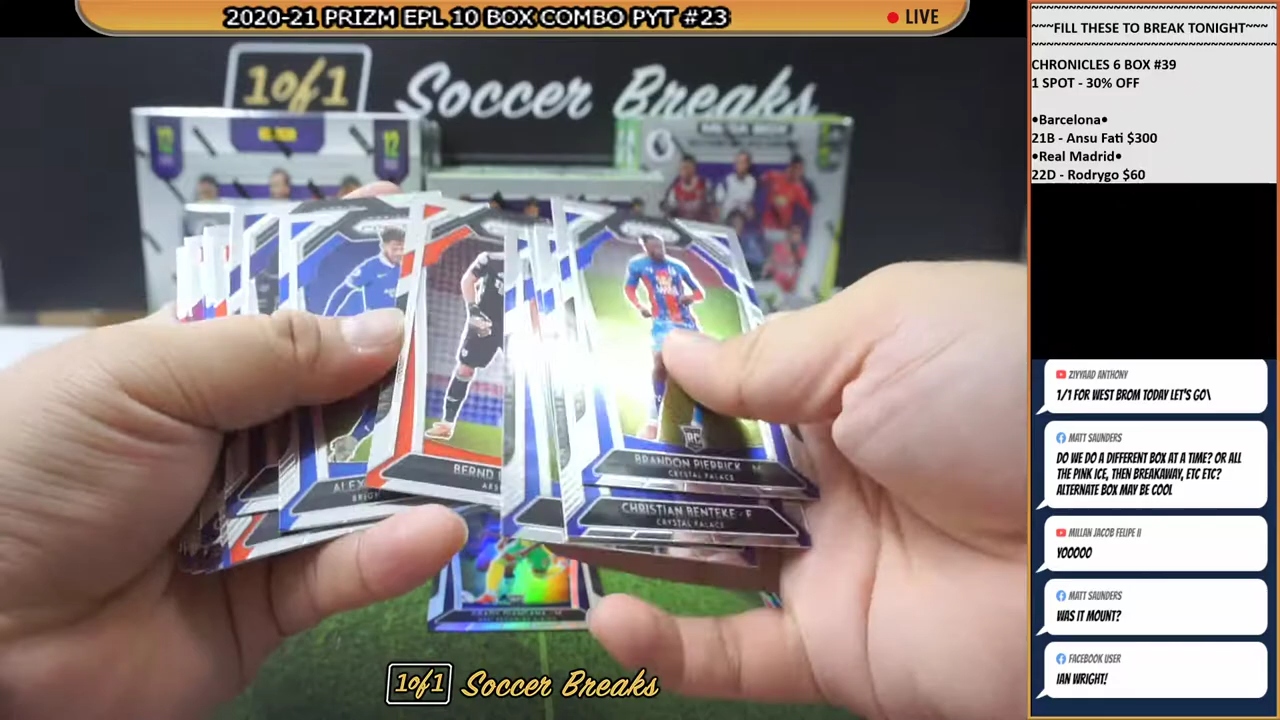 2020-21 PRIZM EPL 10 BOX COMBO PYT #23
LIVE
~~~FILL THESE TO BREAK TONIGHT~~~
CHRONICLES 6 BOX #39
1 SPOT - 30% OFF
•Barcelona•
21B - Ansu Fati $300
•Real Madrid•
22D - Rodrygo $60
1of1 Soccer Breaks
12
12
BRANDON PIERRICK
CRYSTAL PALACE
CHRISTIAN BENTEKE - F
CRYSTAL PALACE
RC
BERND
ALEX
ZIYYAAD ANTHONY
1/1 FOR WEST BROM TODAY LET'S GO\
MATT SAUNDERS
DO WE DO A DIFFERENT BOX AT A TIME? OR ALL
THE PINK ICE, THEN BREAKAWAY, ETC ETC?
ALTERNATE BOX MAY BE COOL
MILLAN JACOB FELIPE II
YOOOOO
MATT SAUNDERS
WAS IT MOUNT?
FACEBOOK USER
IAN WRIGHT!
1of1 Soccer Breaks